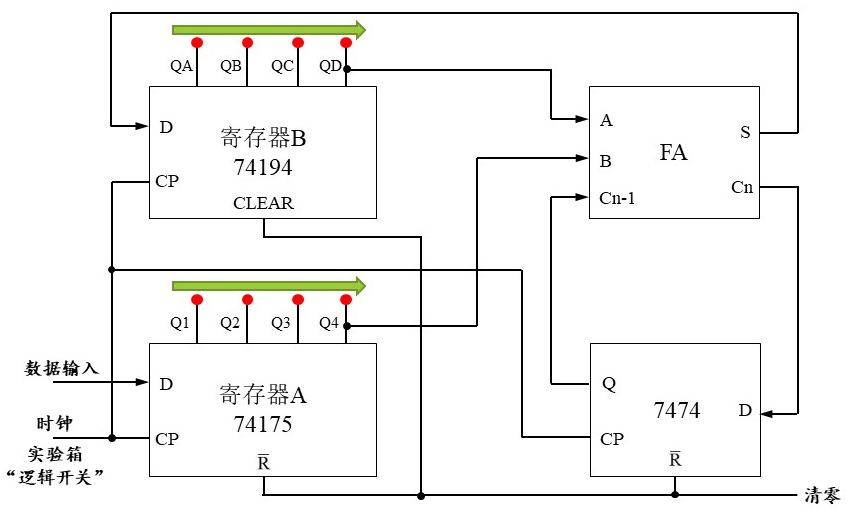 QA QB QC QD
D
寄存器B
74194
CP
CLEAR
A
B
Cn-1
FA
S
Cn
Q1 Q2 Q3 Q4
数据输入
D
寄存器A
74175
时钟
CP
实验箱
“逻辑开关”
R̅
Q
7474
D
CP
R̅
清零